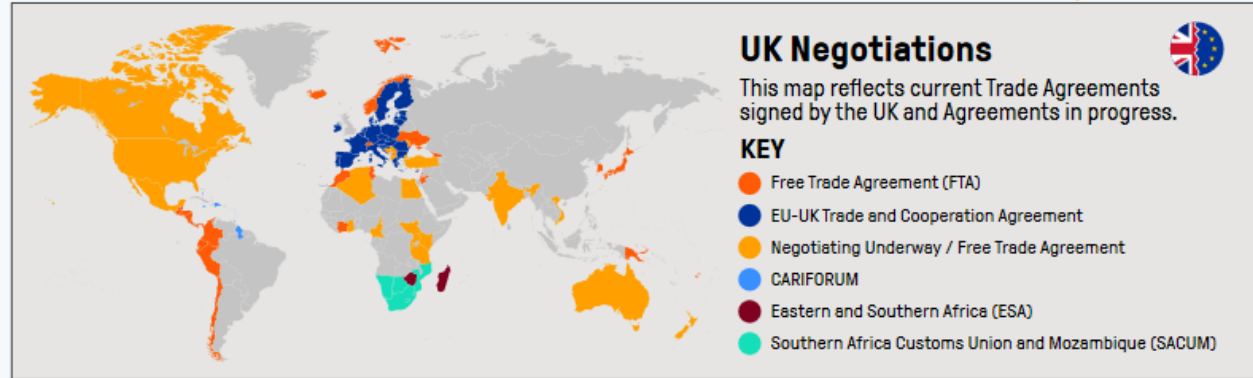 UK Negotiations
This map reflects current Trade Agreements
signed by the UK and Agreements in progress.
KEY
Free Trade Agreement (FTA)
EU-UK Trade and Cooperation Agreement
Negotiating Underway / Free Trade Agreement
CARIFORUM
Eastern and Southern Africa (ESA)
Southern Africa Customs Union and Mozambique (SACUM)